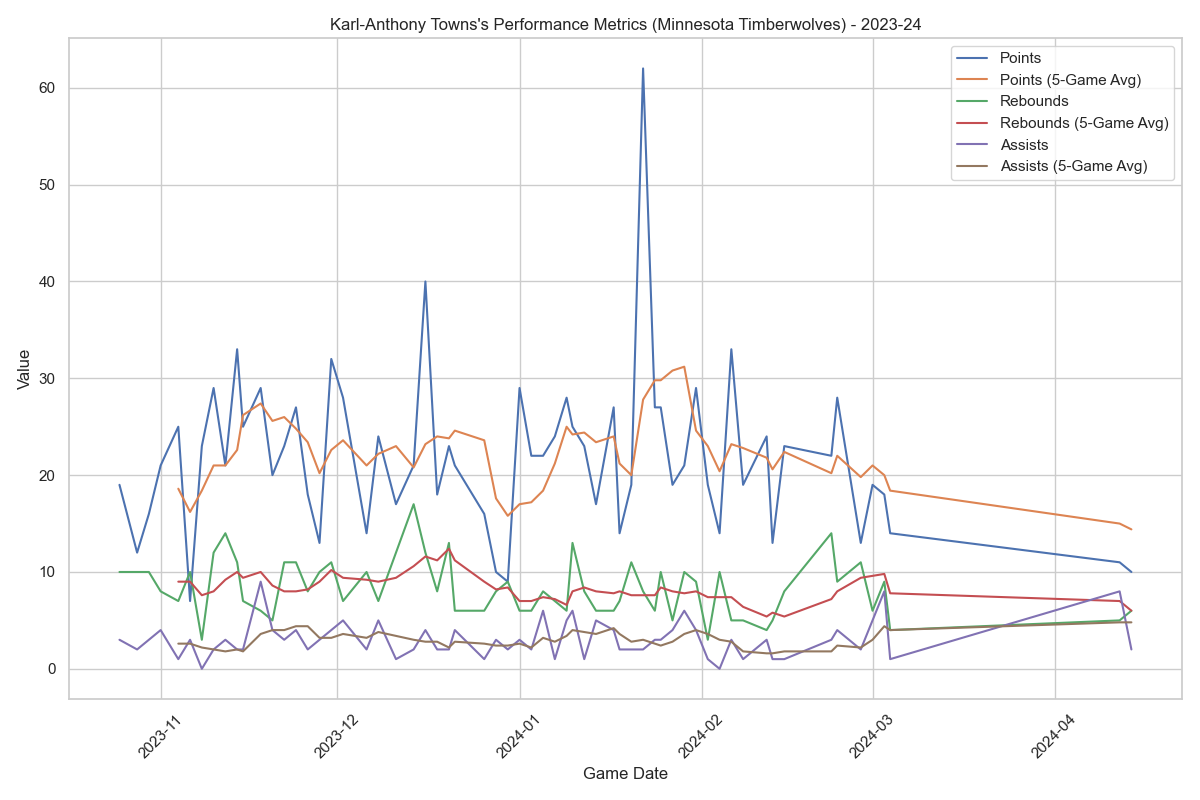 Karl-Anthony Towns's Performance Metrics (Minnesota Timberwolves) - 2023-24
Points
Points (5-Game Avg)
Rebounds
Rebounds (5-Game Avg)
Assists
Assists (5-Game Avg)
Value
60
50
40
30
20
10
0
2023-11
2023-12
2024-01
2024-02
2024-03
2024-04
Game Date